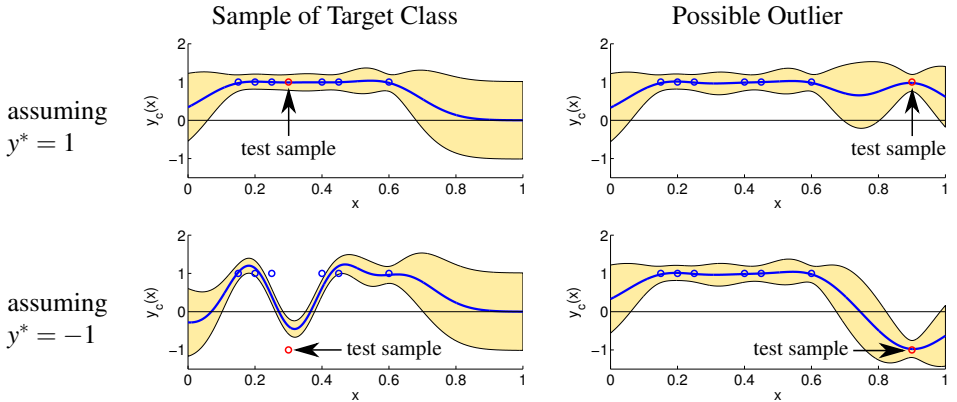 Sample of Target Class
Possible Outlier
assuming
y* = 1
2
1
0
−1
y_c(x)
test sample
0 0.2 0.4 0.6 0.8 1
x
2
1
0
−1
y_c(x)
test sample
0 0.2 0.4 0.6 0.8 1
x
assuming
y* = −1
2
1
0
−1
y_c(x)
test sample
0 0.2 0.4 0.6 0.8 1
x
2
1
0
−1
y_c(x)
test sample
0 0.2 0.4 0.6 0.8 1
x